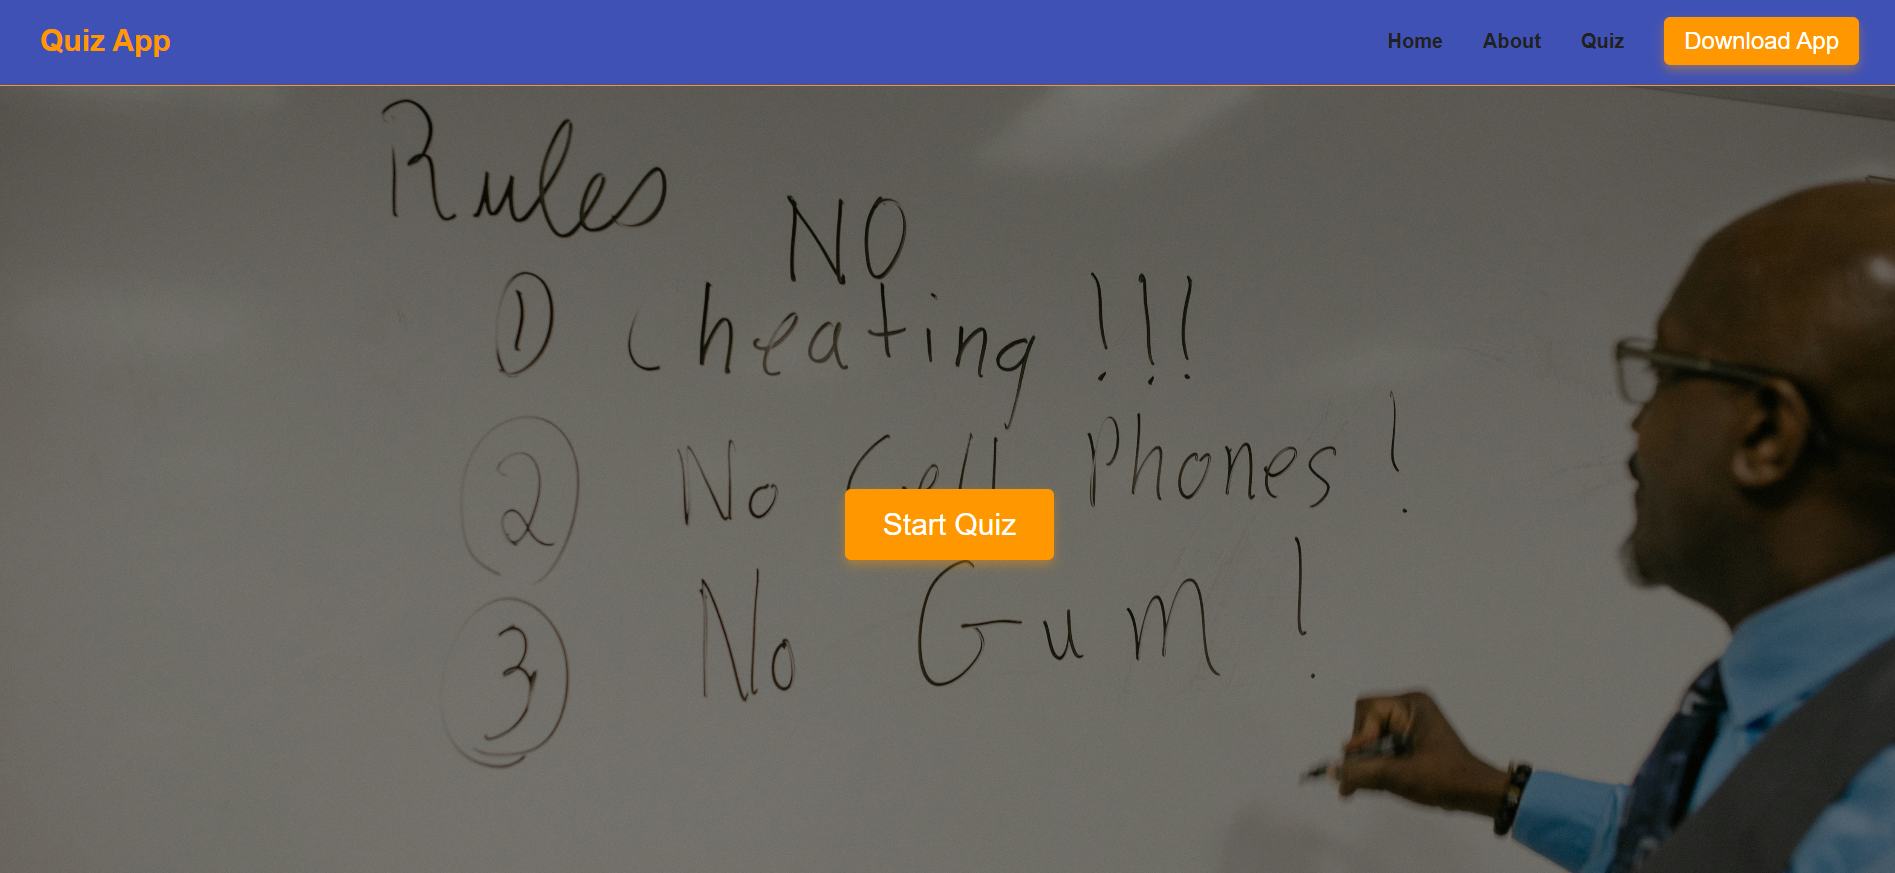 Quiz App
Home About Quiz Download App
Rules
NO
1 cheating !!!
2 No Cell Phones !
Start Quiz
3 No Gum !